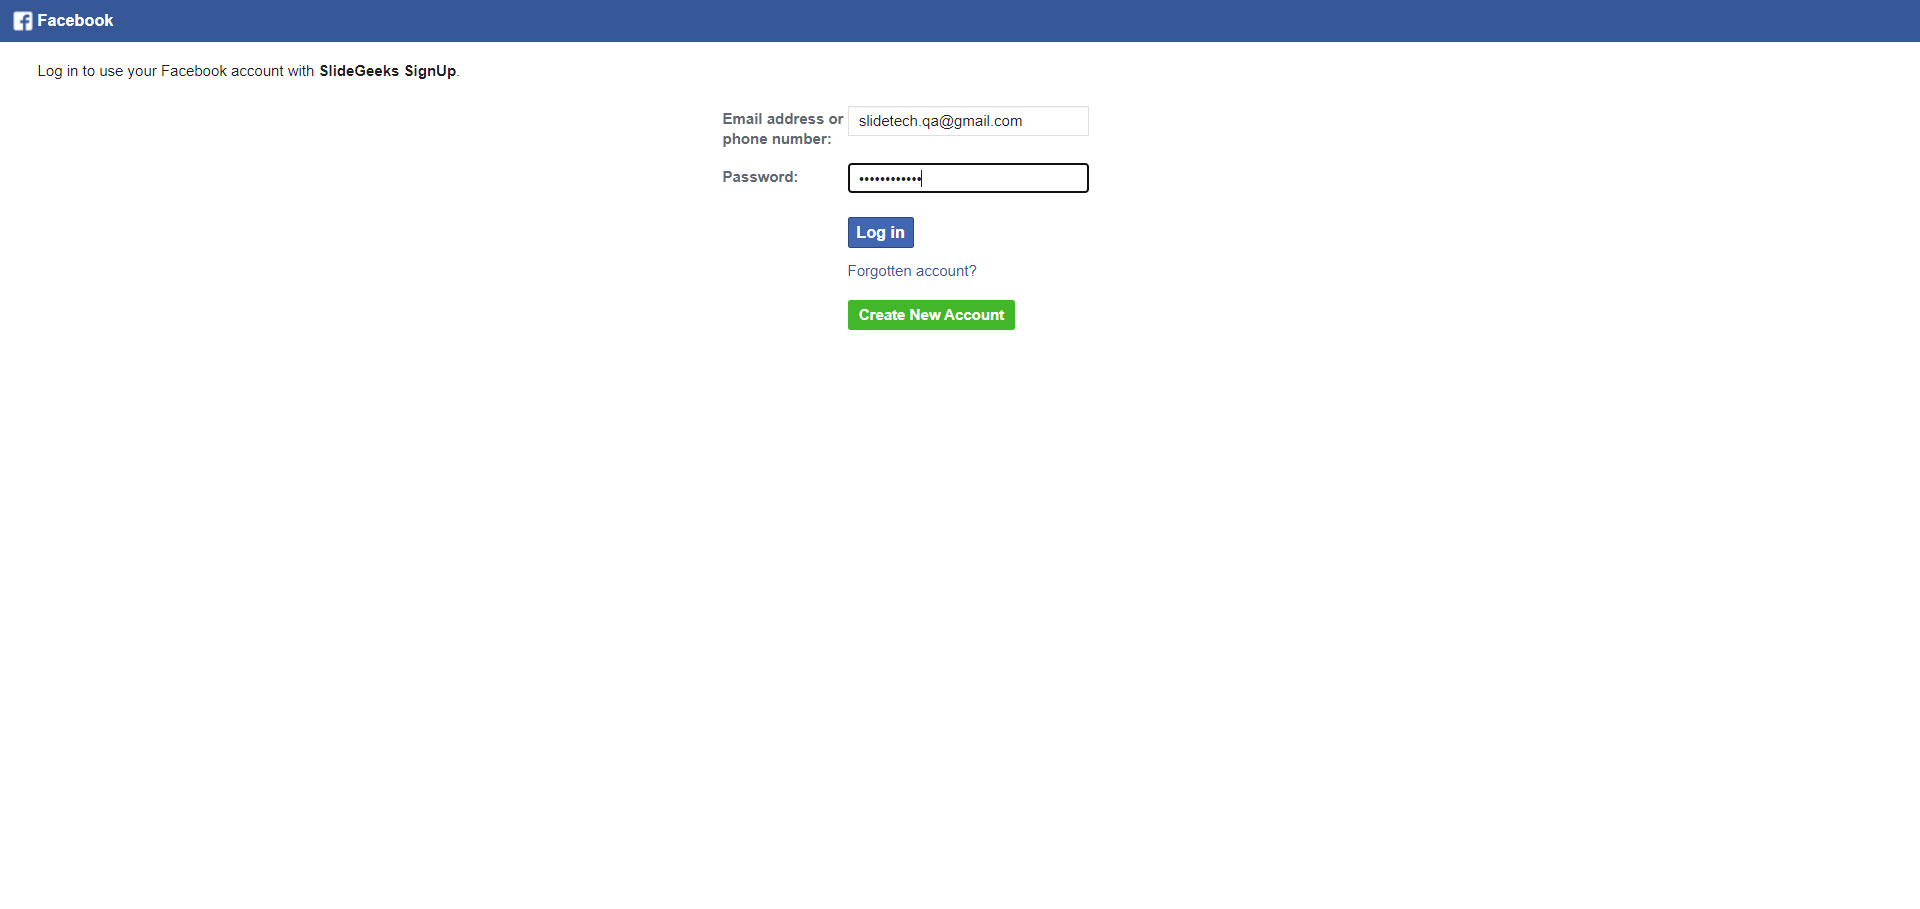 Facebook
Log in to use your Facebook account with SlideGeeks SignUp.
Email address or
phone number:
slidetech.qa@gmail.com
Password:
••••••••••••
Log in
Forgotten account?
Create New Account